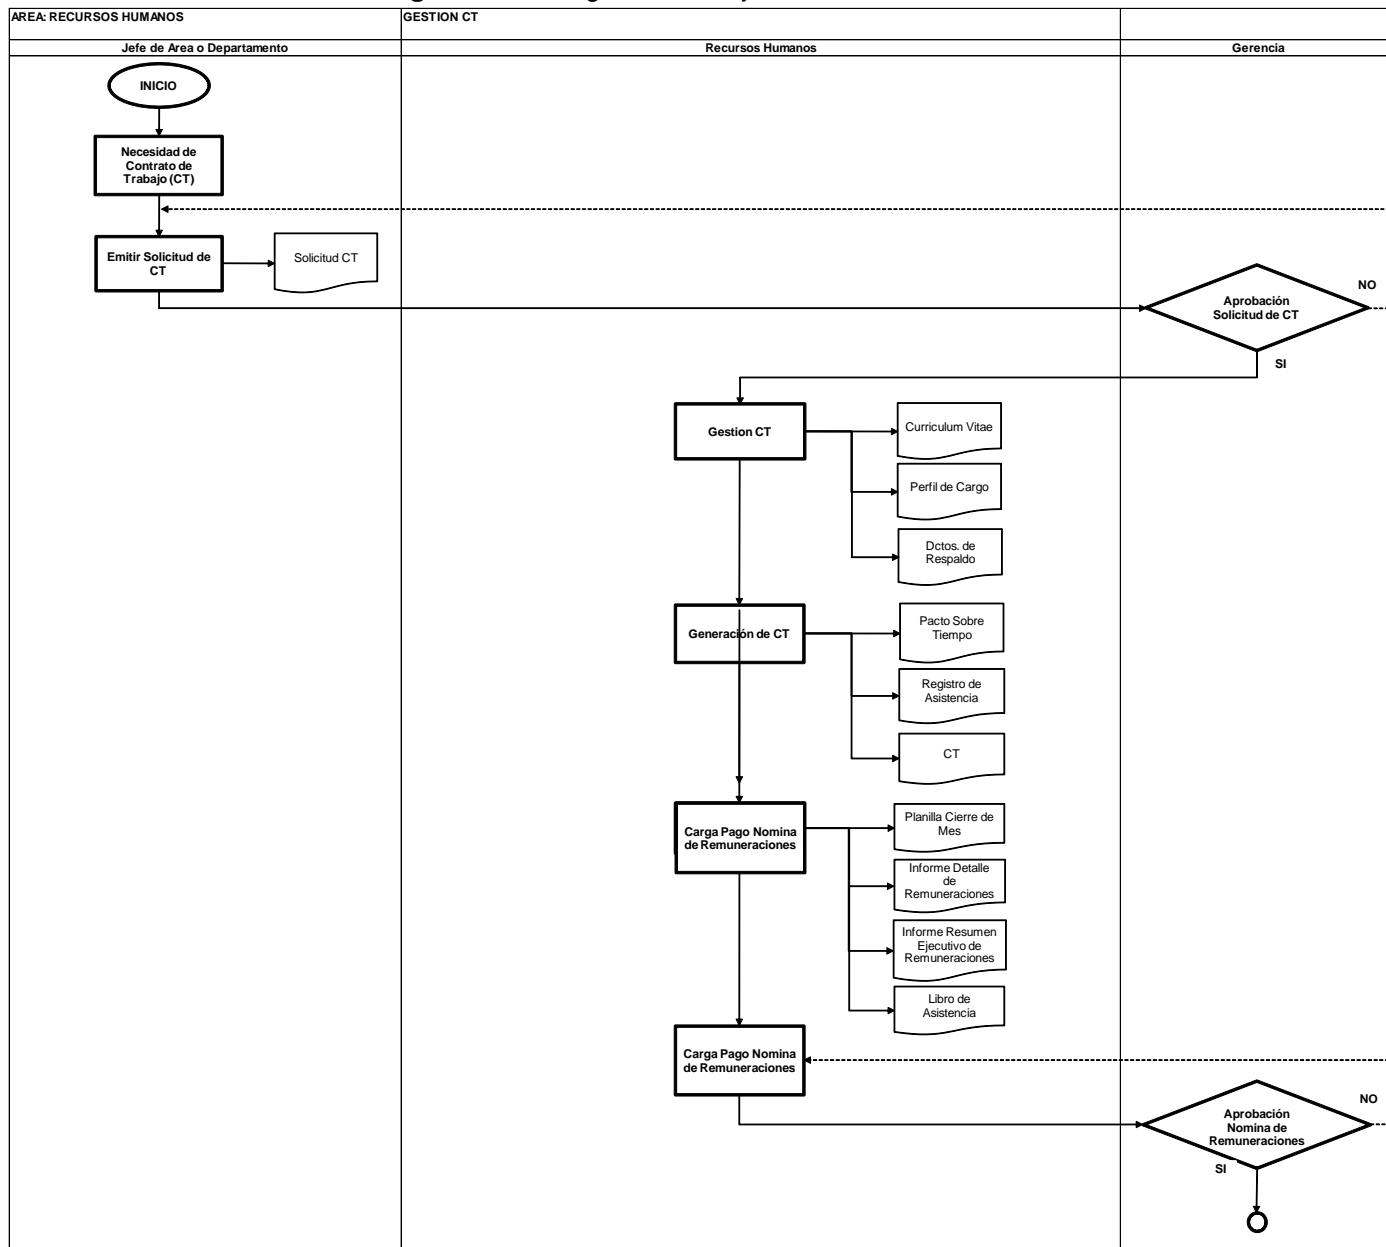 AREA: RECURSOS HUMANOS
GESTION CT
Jefe de Area o Departamento
Recursos Humanos
Gerencia
INICIO
Necesidad de
Contrato de
Trabajo (CT)
Emitir Solicitud de
CT
Solicitud CT
Aprobación
Solicitud de CT
NO
SI
Gestion CT
Curriculum Vitae
Perfil de Cargo
Dctos. de
Respaldo
Generación de CT
Pacto Sobre
Tiempo
Registro de
Asistencia
CT
Carga Pago Nomina
de Remuneraciones
Planilla Cierre de
Mes
Informe Detalle
de
Remuneraciones
Informe Resumen
Ejecutivo de
Remuneraciones
Libro de
Asistencia
Carga Pago Nomina
de Remuneraciones
Aprobación
Nomina de
Remuneraciones
NO
SI